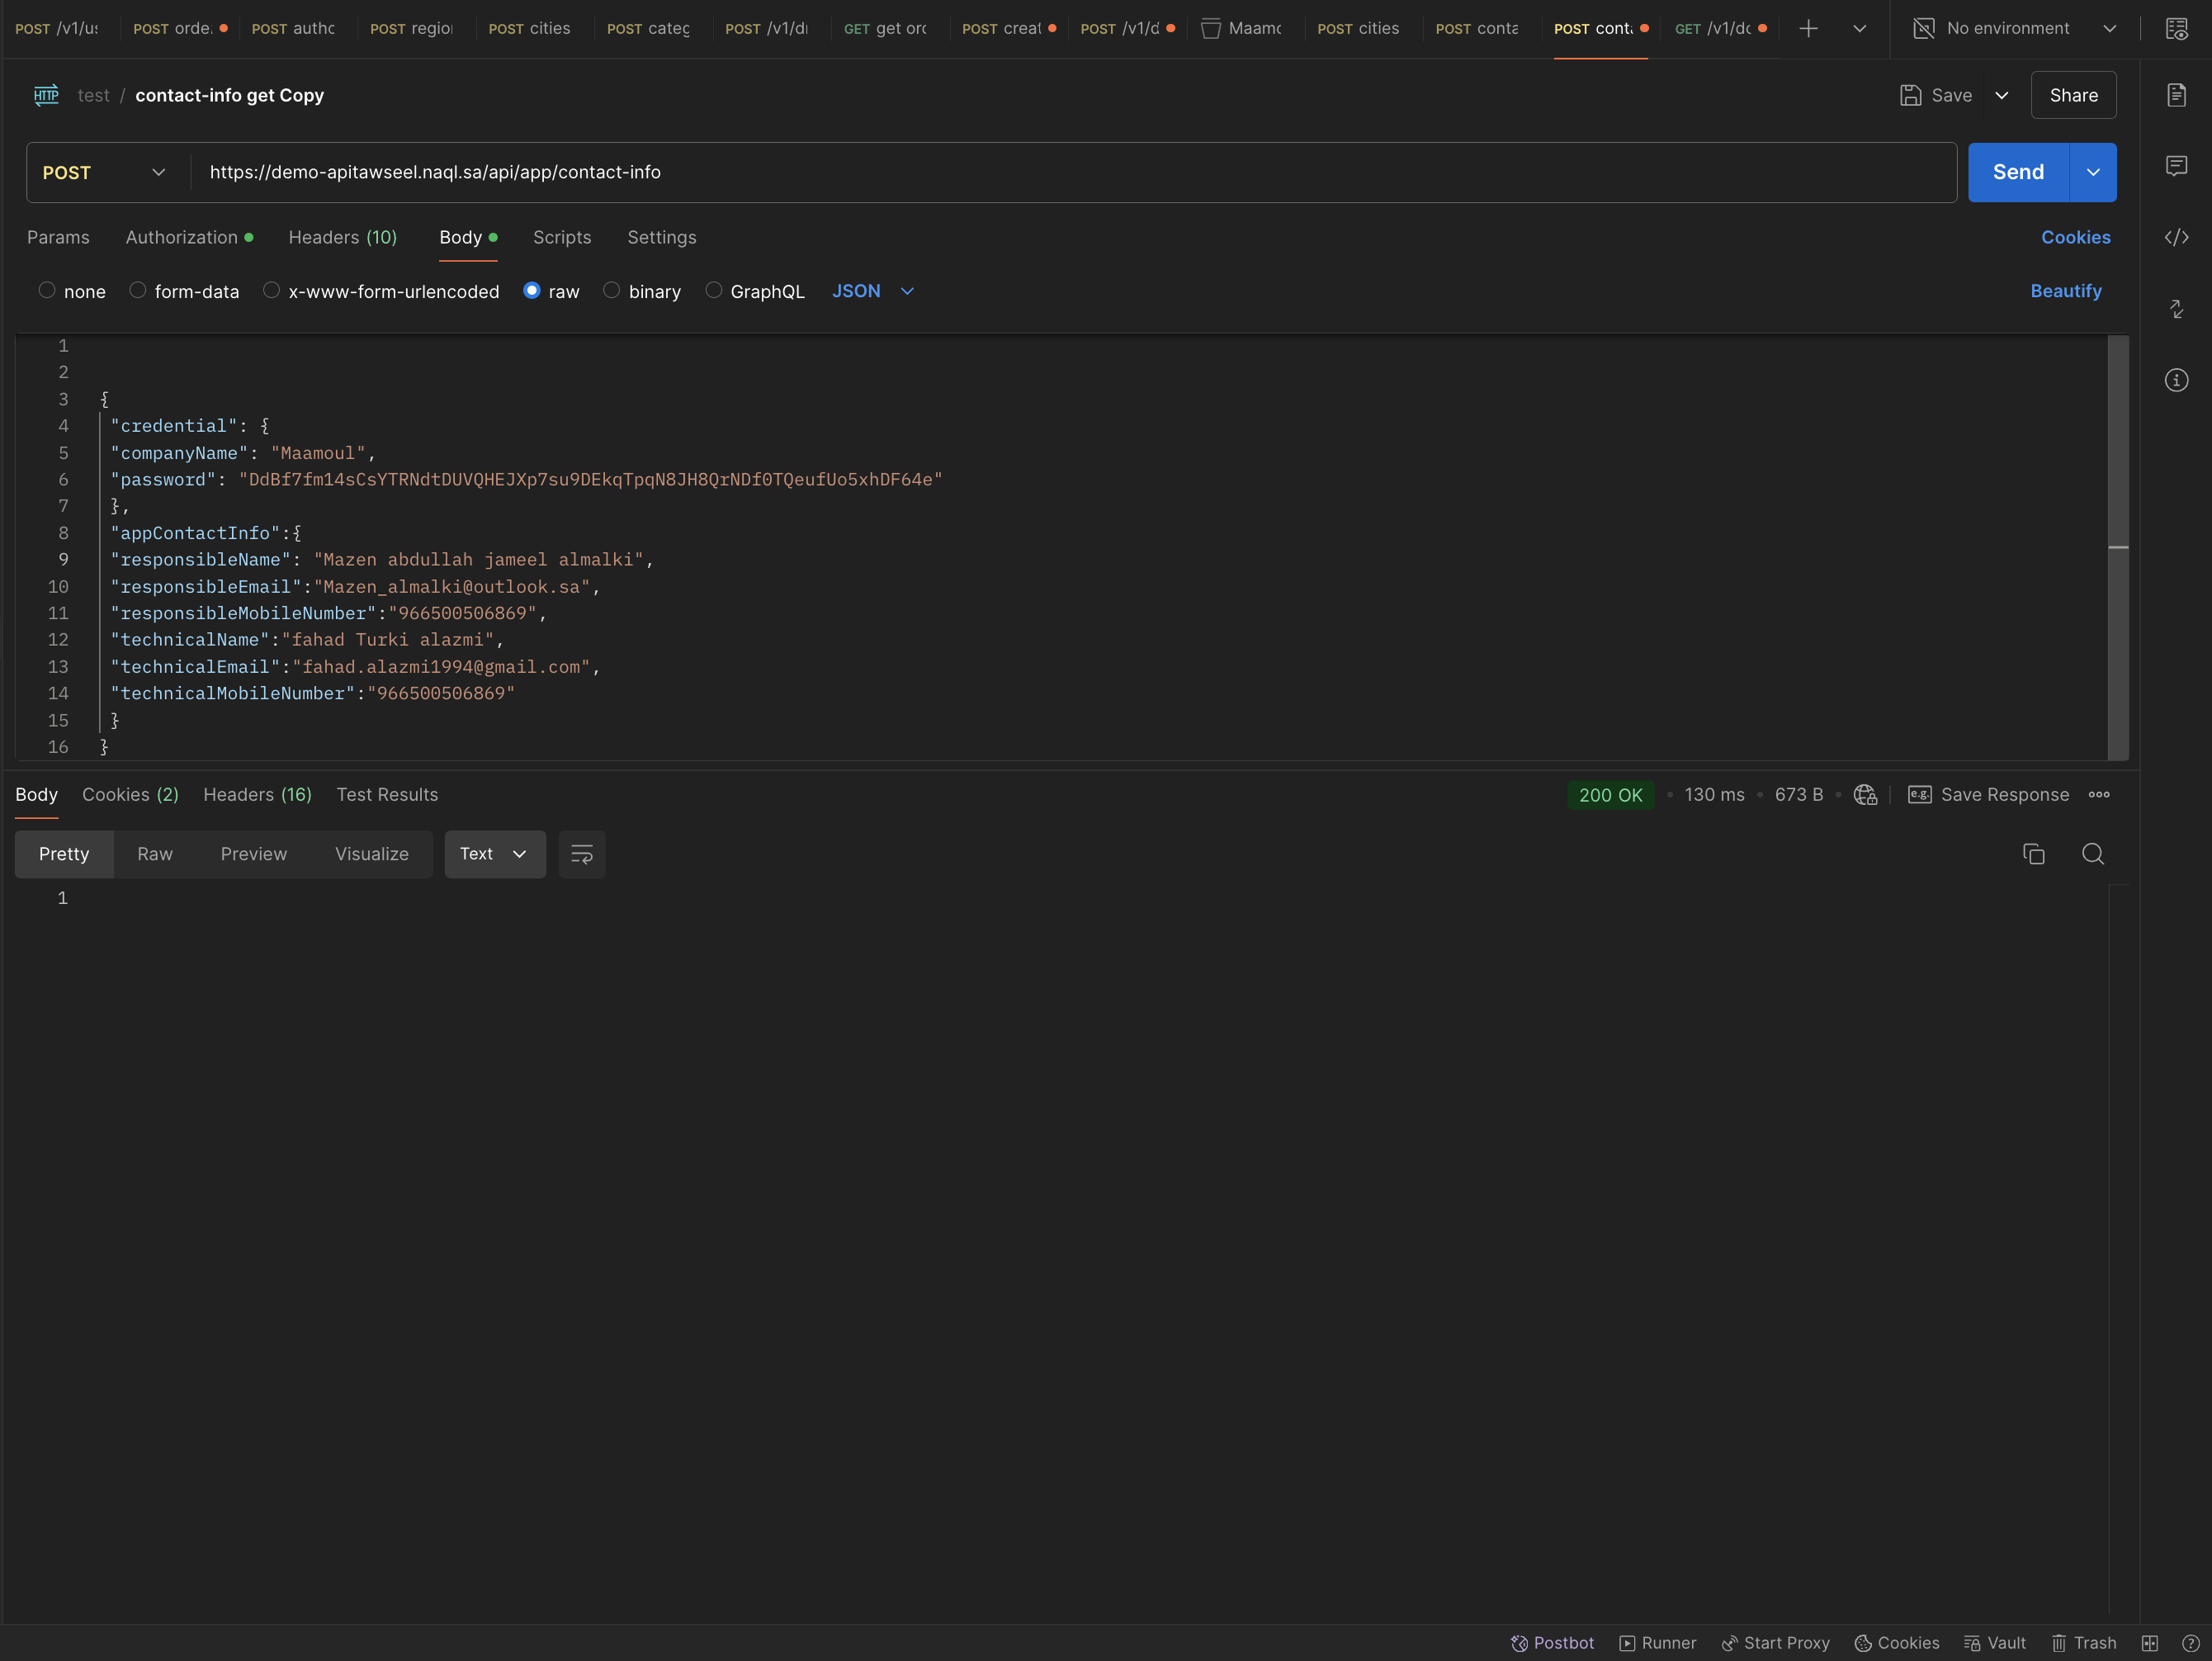 POST /v1/us POST orde. POST autho POST regio POST cities POST categ POST /v1/di GET get orc POST creat POST /v1/d Maamo POST cities POST conta POST cont. GET /v1/dc No environment
HTTP test / contact-info get Copy Save Share
POST https://demo-apitawseel.naql.sa/api/app/contact-info Send
Params Authorization Headers (10) Body Scripts Settings Cookies
none form-data x-www-form-urlencoded raw binary GraphQL JSON Beautify
1
2
3 {
4 "credential": {
5 "companyName": "Maamoul",
6 "password": "DdBf7fm14sCsYTRNdtDUVQHEJXp7su9DEkqTpqN8JH8QrNDf0TQeufUo5xhDF64e"
7 },
8 "appContactInfo":{
9 "responsibleName": "Mazen abdullah jameel almalki",
10 "responsibleEmail":"Mazen_almalki@outlook.sa",
11 "responsibleMobileNumber":"966500506869",
12 "technicalName":"fahad Turki alazmi",
13 "technicalEmail":"fahad.alazmi1994@gmail.com",
14 "technicalMobileNumber":"966500506869"
15 }
16 }
Body Cookies (2) Headers (16) Test Results 200 OK • 130 ms • 673 B • e.g. Save Response
Pretty Raw Preview Visualize Text
1
Postbot Runner Start Proxy Cookies Vault Trash